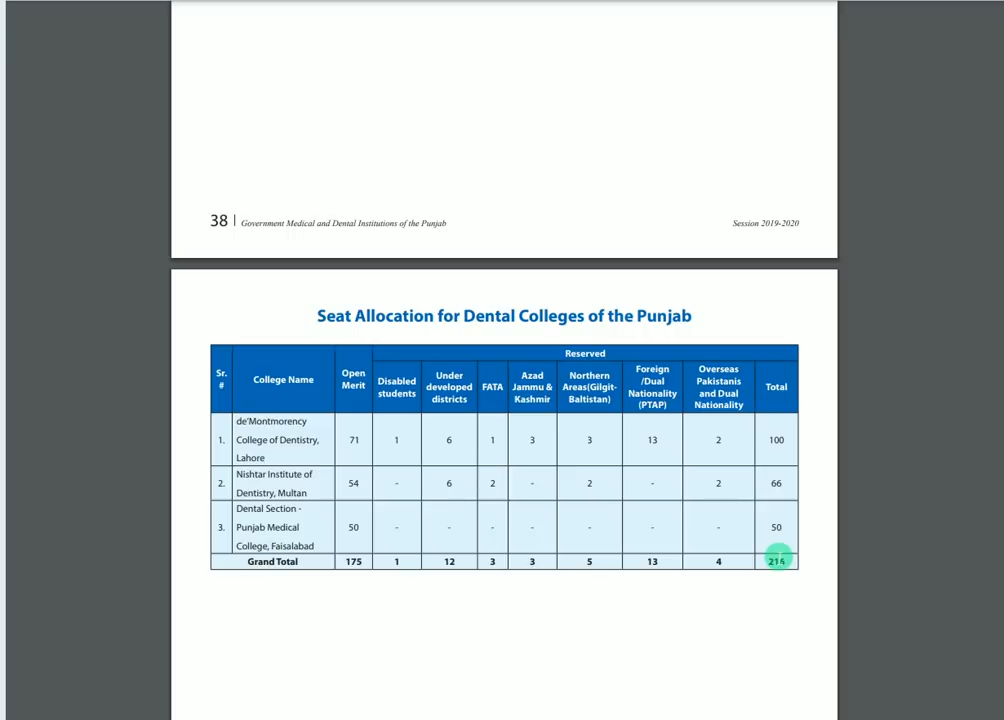 38 | Government Medical and Dental Institutions of the Punjab Session 2019-2020
Seat Allocation for Dental Colleges of the Punjab
Sr. # College Name Open Merit Reserved
Disabled students Under developed districts FATA Azad Jammu & Kashmir Northern Areas(Gilgit-Baltistan) Foreign /Dual Nationality (PTAP) Overseas Pakistanis and Dual Nationality Total
1. de'Montmorency College of Dentistry, Lahore 71 1 6 1 3 3 13 2 100
2. Nishtar Institute of Dentistry, Multan 54 - 6 2 - 2 - 2 66
3. Dental Section - Punjab Medical College, Faisalabad 50 - - - - - - - 50
Grand Total 175 1 12 3 3 5 13 4 216